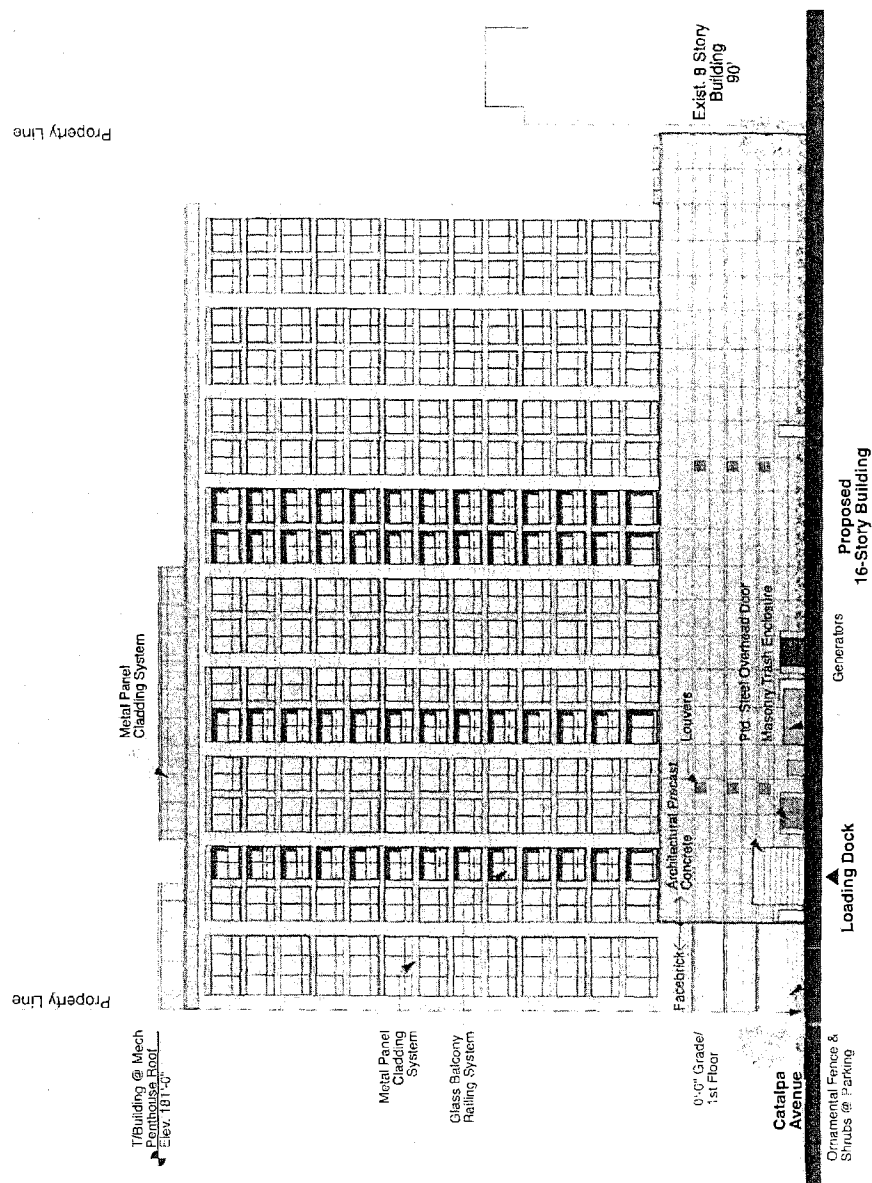 Property Line
Property Line
Exist. 9 Story
Building
90'
Metal Panel
Cladding System
T/Building @ Mech
Penthouse Roof
Elev. 181'-0"
Metal Panel
Cladding
System
Glass Balcony
Railing System
Facebrick
Architectural Precast
Concrete
Louvers
Ptd. Steel Overhead Door
Masonry Trash Enclosure
0'-0" Grade/
1st Floor
Catalpa
Avenue
Ornamental Fence &
Shrubs @ Parking
Loading Dock
Generators
Proposed
16-Story Building